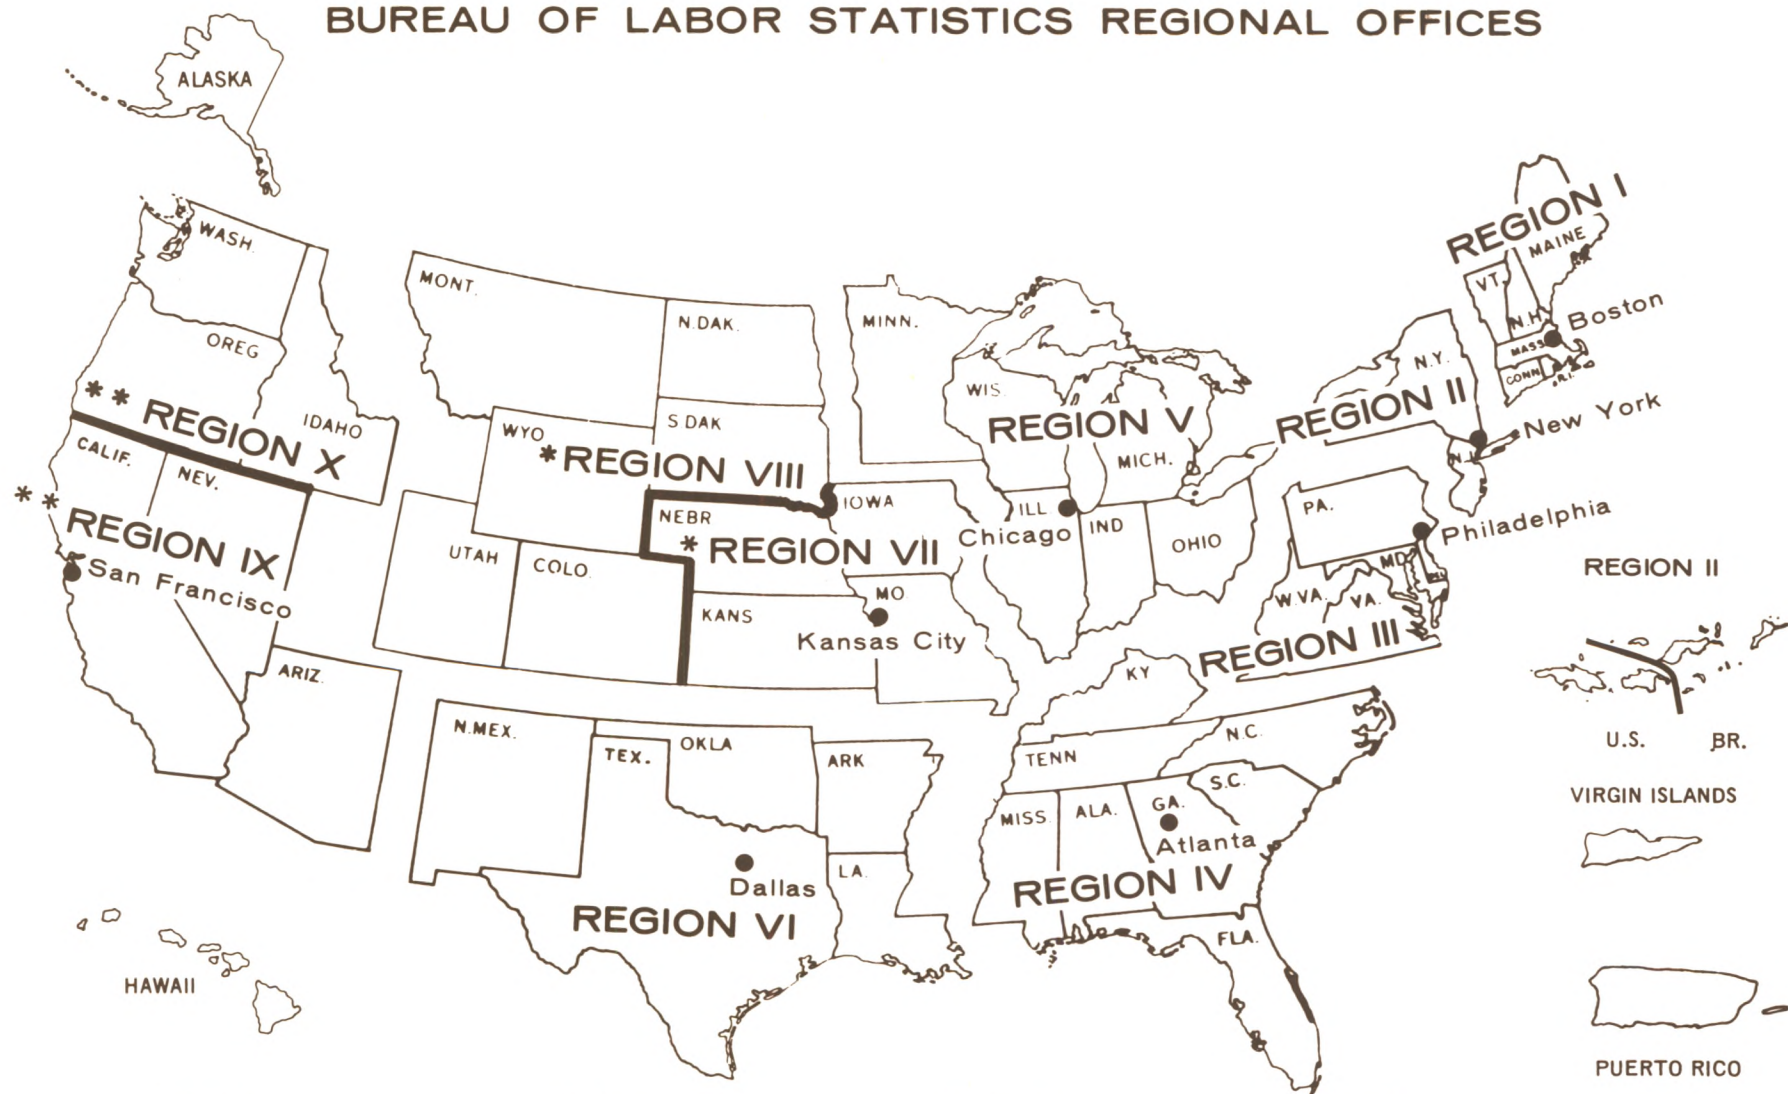 BUREAU OF LABOR STATISTICS REGIONAL OFFICES
ALASKA
WASH.
OREG
IDAHO
** REGION X
CALIF.
NEV.
** REGION IX
San Francisco
ARIZ.
HAWAII
MONT.
N.DAK.
S DAK
WYO
* REGION VIII
UTAH
COLO.
NEBR
IOWA
* REGION VII
KANS
MO
Kansas City
N.MEX.
TEX.
OKLA
ARK
LA.
Dallas
REGION VI
MINN.
WIS.
REGION V
MICH.
ILL.
Chicago
IND
OHIO
KY
TENN
N.C.
S.C.
MISS.
ALA.
GA.
Atlanta
REGION IV
FLA.
REGION I
MAINE
VT.
N.H.
MASS
CONN
R.I.
Boston
N.Y.
REGION II
New York
N.J.
PA.
Philadelphia
MD
W.VA.
VA.
REGION III
REGION II
U.S. BR.
VIRGIN ISLANDS
PUERTO RICO